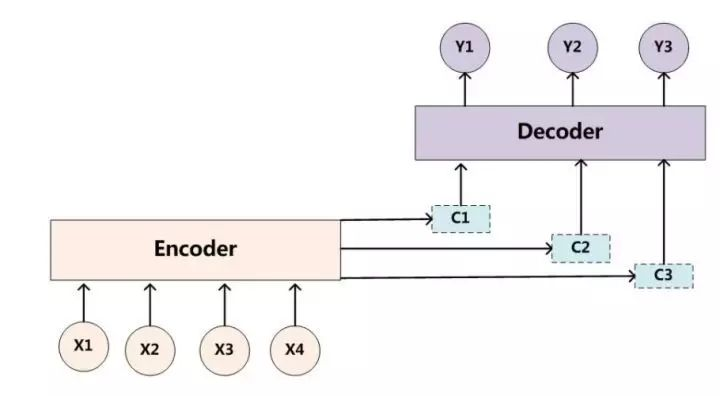 Y1 Y2 Y3
Decoder
C1
Encoder
C2
C3
X1 X2 X3 X4